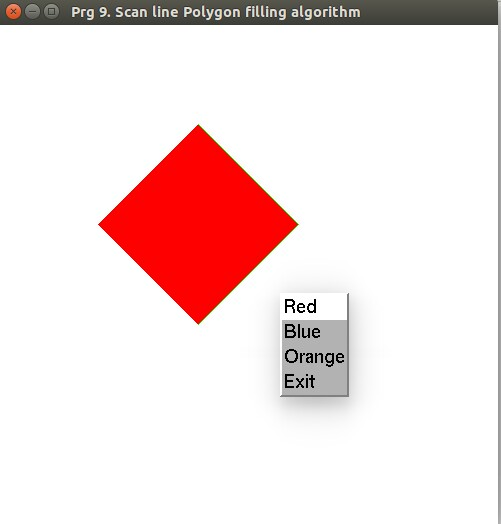 Prg 9. Scan line Polygon filling algorithm
Red
Blue
Orange
Exit